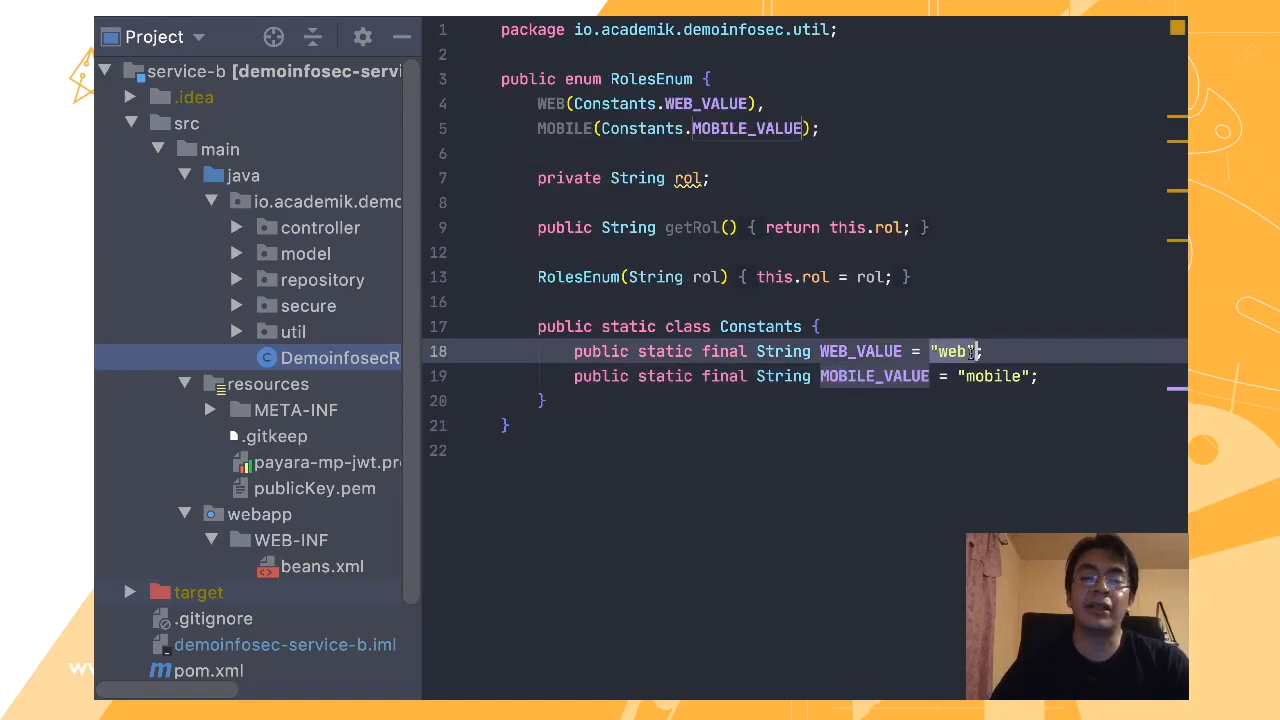 Project
service-b [demoinfosec-servi
.idea
src
main
java
io.academik.demo
controller
model
repository
secure
util
DemoinfosecR
resources
META-INF
.gitkeep
payara-mp-jwt.pr
publicKey.pem
webapp
WEB-INF
beans.xml
target
.gitignore
demoinfosec-service-b.iml
pom.xml
1 package io.academik.demoinfosec.util;
2
3 public enum RolesEnum {
4 WEB(Constants.WEB_VALUE),
5 MOBILE(Constants.MOBILE_VALUE);
6
7 private String rol;
8
9 public String getRol() { return this.rol; }
12
13 RolesEnum(String rol) { this.rol = rol; }
16
17 public static class Constants {
18 public static final String WEB_VALUE = "web";
19 public static final String MOBILE_VALUE = "mobile";
20 }
21 }
22